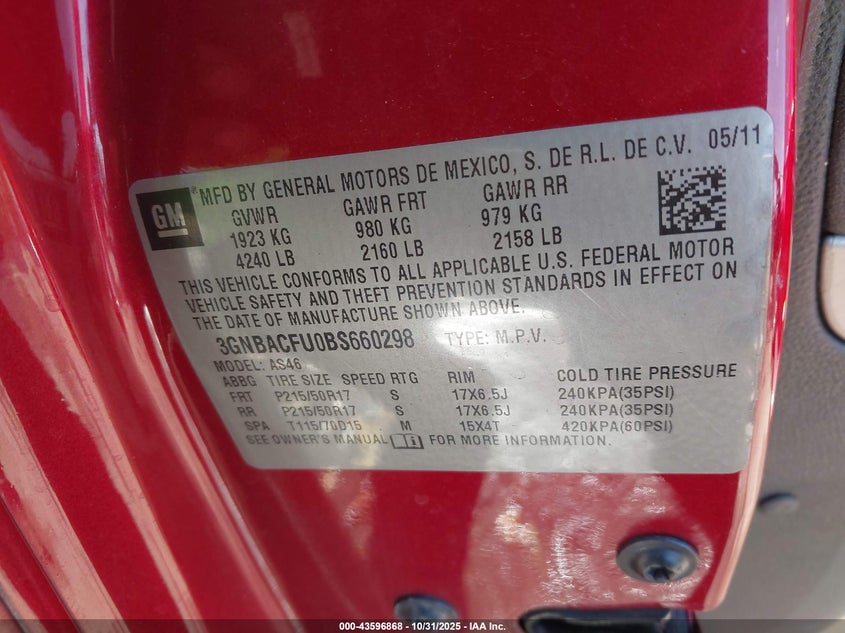 GM ® MFD BY GENERAL MOTORS DE MEXICO, S. DE R.L. DE C.V. 05/11
GVWR GAWR FRT GAWR RR
1923 KG 980 KG 979 KG
4240 LB 2160 LB 2158 LB
THIS VEHICLE CONFORMS TO ALL APPLICABLE U.S. FEDERAL MOTOR
VEHICLE SAFETY AND THEFT PREVENTION STANDARDS IN EFFECT ON
THE DATE OF MANUFACTURE SHOWN ABOVE.
3GNBACFU0BS660298 TYPE: M.P.V.
MODEL: AS46
ABBG TIRE SIZE SPEED RTG RIM COLD TIRE PRESSURE
FRT P215/50R17 S 17X6.5J 240KPA(35PSI)
RR P215/50R17 S 17X6.5J 240KPA(35PSI)
SPA T115/70D15 M 15X4T 420KPA(60PSI)
SEE OWNER'S MANUAL FOR MORE INFORMATION.
000-43596868 - 10/31/2025 - IAA Inc.